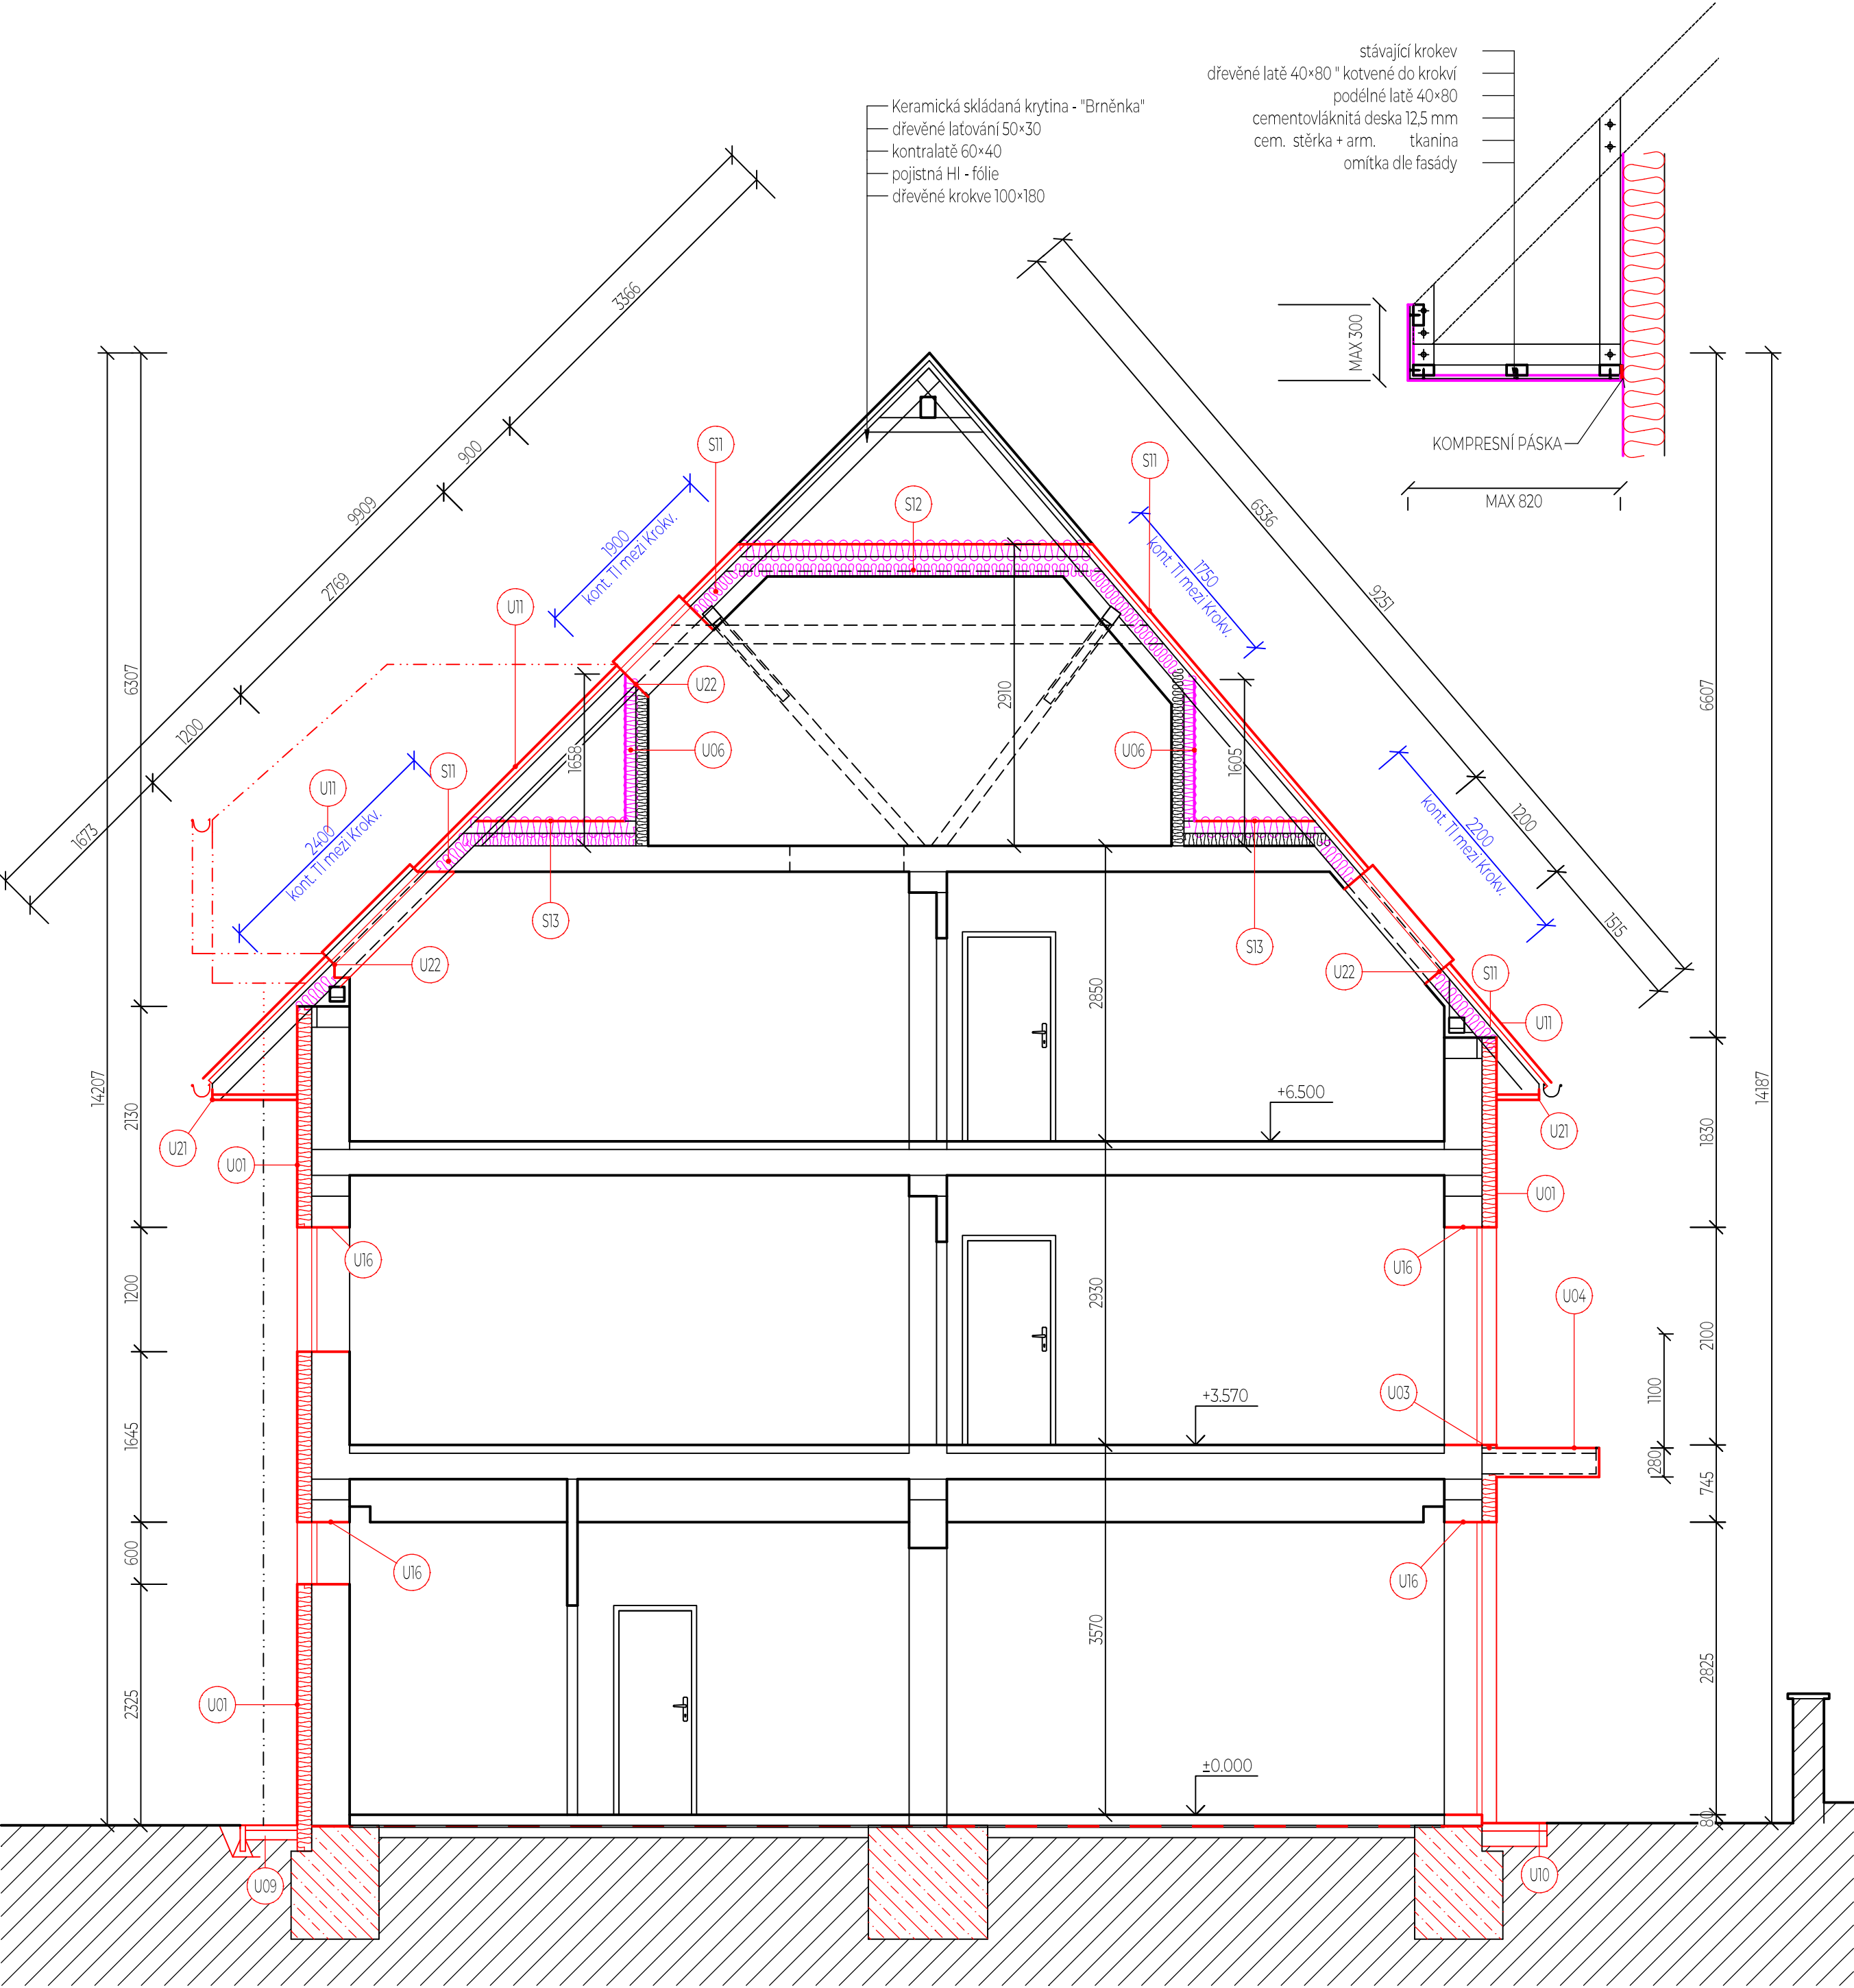 stávající krokev
dřevěné latě 40×80 " kotvené do krokví
podélné latě 40×80
cementovláknitá deska 12,5 mm
cem. stěrka + arm. tkanina
omítka dle fasády
Keramická skládaná krytina - "Brněnka"
dřevěné laťování 50×30
kontralatě 60×40
pojistná HI - fólie
dřevěné krokve 100×180
MAX 300
KOMPRESNÍ PÁSKA
MAX 820
3366
900
9909
2769
1200
1673
1900
kont. TI mezi Krokv.
2400
kont. TI mezi Krokv.
6536
9251
1750
kont. TI mezi Krokv.
2200
kont. TI mezi Krokv.
1200
1515
S11
S11
S12
U11
U22
U06
U06
S11
U11
S13
S13
U22
U22
S11
U11
U21
U21
U01
U01
U16
U16
U04
U03
U16
U16
U01
U09
U10
1658
2910
1605
2850
2930
3570
+6.500
+3.570
±0.000
14207
6307
2130
1200
1645
600
2325
6607
1830
2100
745
2825
80
14187
1100
280